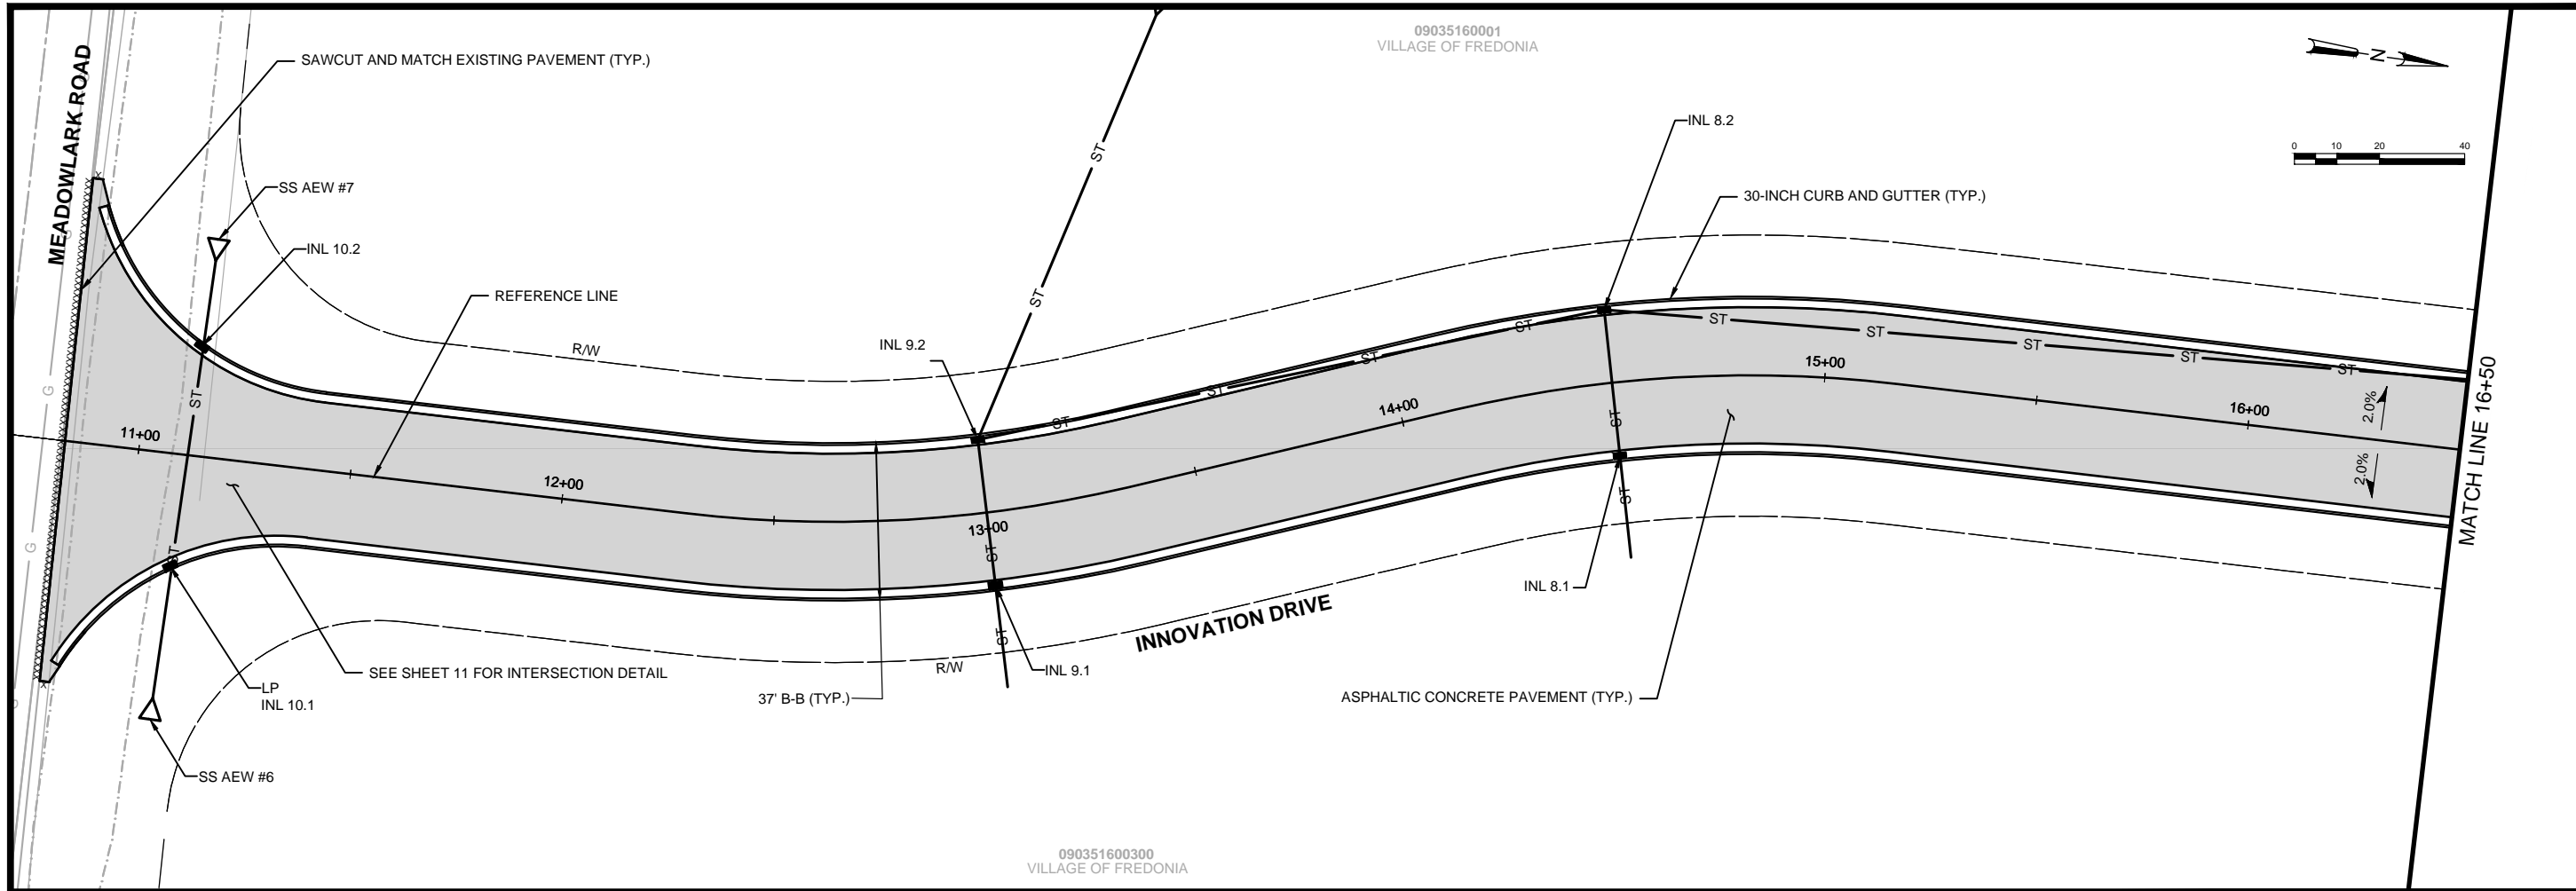 09035160001
VILLAGE OF FREDONIA
SAWCUT AND MATCH EXISTING PAVEMENT (TYP.)
N
MEADOWLARK ROAD
INL 8.2
0 10 20 40
SS AEW #7
30-INCH CURB AND GUTTER (TYP.)
INL 10.2
REFERENCE LINE
ST
ST
R/W
INL 9.2
ST
ST
ST
ST
ST
ST
ST
ST
ST
ST
G
G
G
G
11+00
12+00
13+00
14+00
15+00
16+00
2.0%
2.0%
MATCH LINE 16+50
ST
ST
ST
ST
ST
ST
INL 8.1
INNOVATION DRIVE
R/W
INL 9.1
SEE SHEET 11 FOR INTERSECTION DETAIL
LP
INL 10.1
37' B-B (TYP.)
ASPHALTIC CONCRETE PAVEMENT (TYP.)
SS AEW #6
090351600300
VILLAGE OF FREDONIA